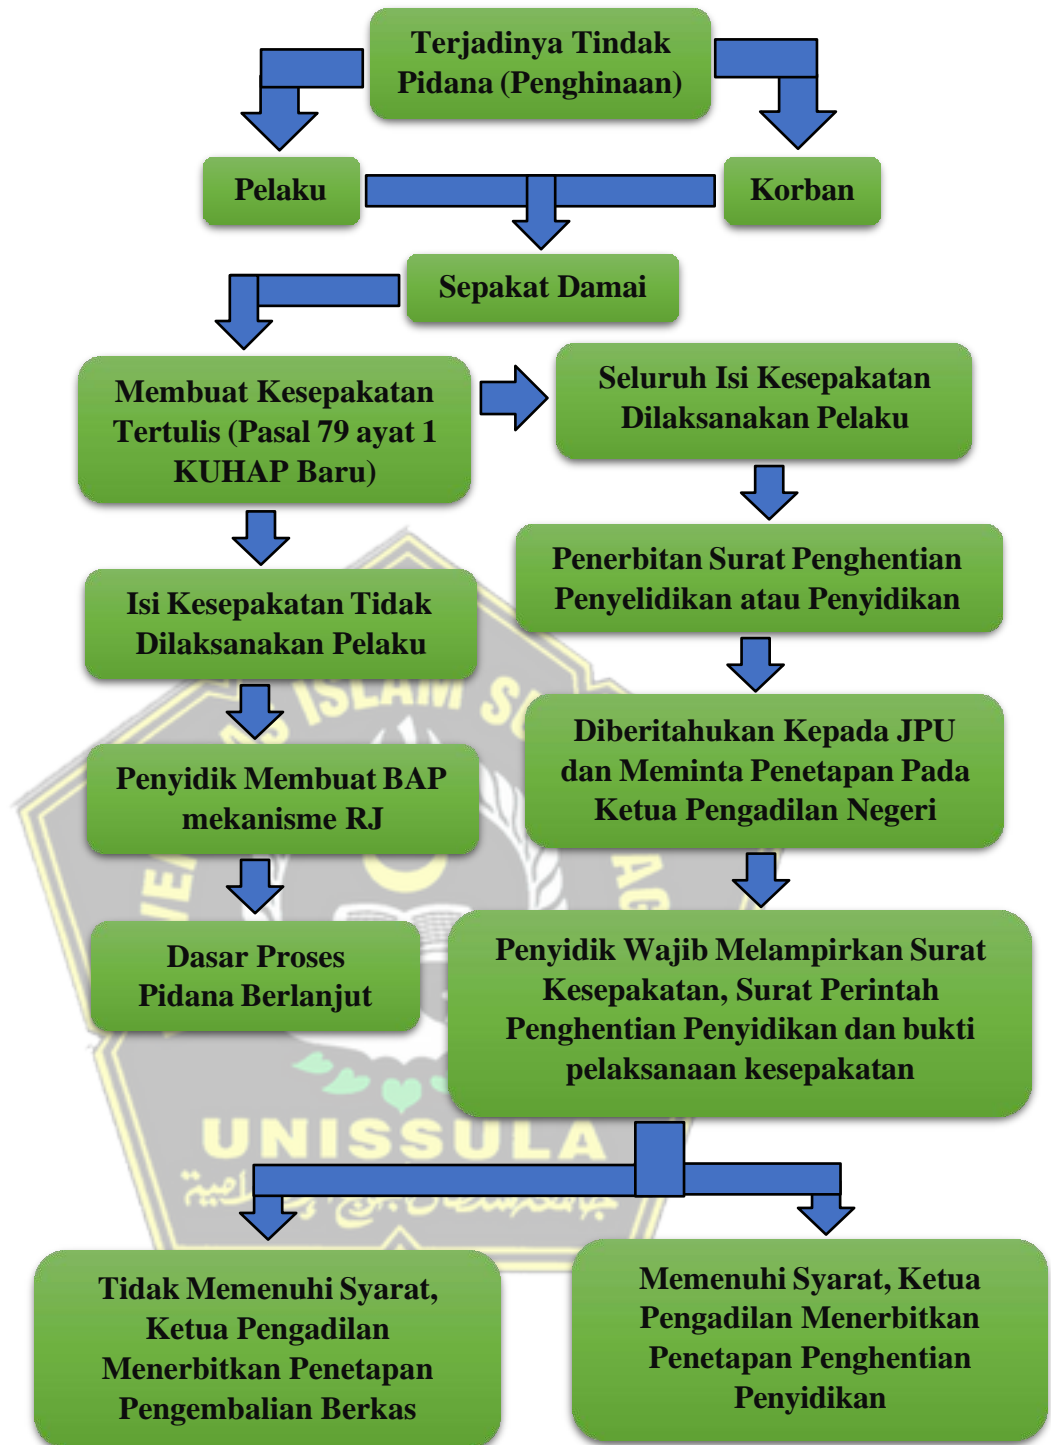 Terjadinya Tindak
Pidana (Penghinaan)
Pelaku
Korban
Sepakat Damai
Membuat Kesepakatan
Tertulis (Pasal 79 ayat 1
KUHAP Baru)
Seluruh Isi Kesepakatan
Dilaksanakan Pelaku
Isi Kesepakatan Tidak
Dilaksanakan Pelaku
Penerbitan Surat Penghentian
Penyelidikan atau Penyidikan
Penyidik Membuat BAP
mekanisme RJ
Diberitahukan Kepada JPU
dan Meminta Penetapan Pada
Ketua Pengadilan Negeri
Dasar Proses
Pidana Berlanjut
Penyidik Wajib Melampirkan Surat
Kesepakatan, Surat Perintah
Penghentian Penyidikan dan bukti
pelaksanaan kesepakatan
ISLAM
UNISSULA
Tidak Memenuhi Syarat,
Ketua Pengadilan
Menerbitkan Penetapan
Pengembalian Berkas
Memenuhi Syarat, Ketua
Pengadilan Menerbitkan
Penetapan Penghentian
Penyidikan